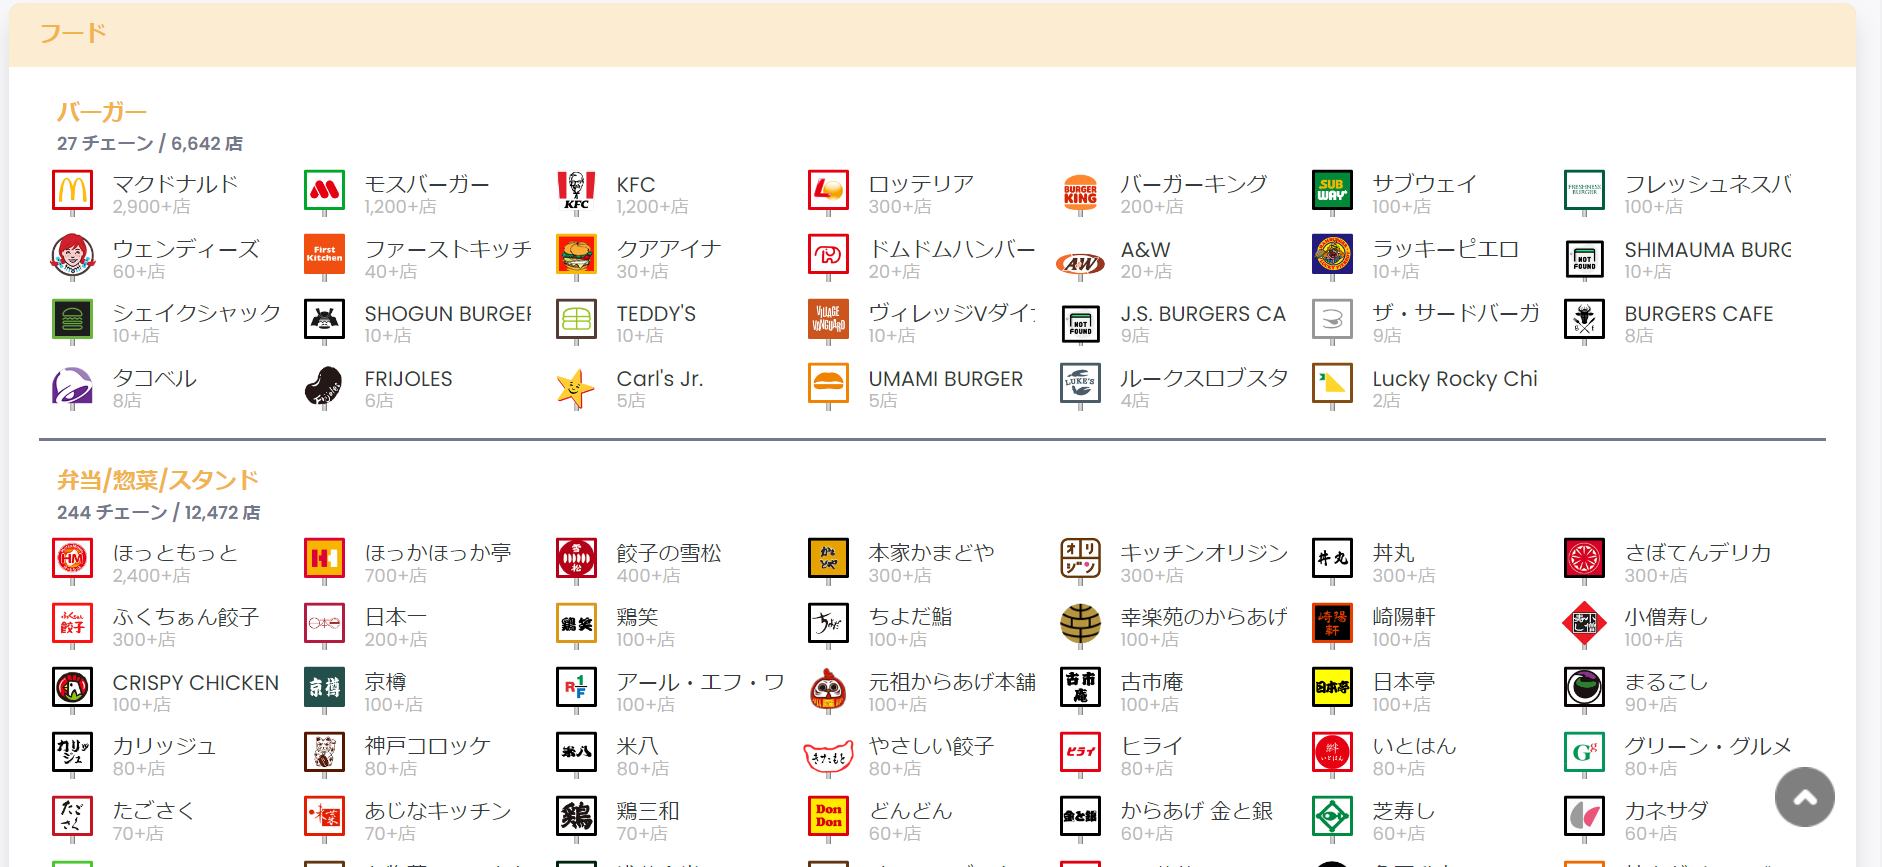 フード
バーガー
27 チェーン / 6,642 店
マクドナルド
2,900+店
モスバーガー
1,200+店
KFC
1,200+店
ロッテリア
300+店
バーガーキング
200+店
サブウェイ
100+店
フレッシュネスバ
100+店
ウェンディーズ
60+店
ファーストキッチ
40+店
クアアイナ
30+店
ドムドムハンバー
20+店
A&W
20+店
ラッキーピエロ
10+店
SHIMAUMA BURG
10+店
シェイクシャック
10+店
SHOGUN BURGER
10+店
TEDDY'S
10+店
ヴィレッジVダイナ
10+店
J.S. BURGERS CA
9店
ザ・サードバーガ
9店
BURGERS CAFE
8店
タコベル
8店
FRIJOLES
6店
Carl's Jr.
5店
UMAMI BURGER
5店
ルークスロブスタ
4店
Lucky Rocky Chi
2店
弁当/惣菜/スタンド
244 チェーン / 12,472 店
ほっともっと
2,400+店
ほっかほっか亭
700+店
餃子の雪松
400+店
本家かまどや
300+店
キッチンオリジン
300+店
丼丸
300+店
さぼてんデリカ
300+店
ふくちぁん餃子
300+店
日本一
200+店
鶏笑
100+店
ちよだ鮨
100+店
幸楽苑のからあげ
100+店
崎陽軒
100+店
小僧寿し
100+店
CRISPY CHICKEN
100+店
京樽
100+店
アール・エフ・ワ
100+店
元祖からあげ本舗
100+店
古市庵
100+店
日本亭
100+店
まるこし
90+店
カリッジュ
80+店
神戸コロッケ
80+店
米八
80+店
やさしい餃子
80+店
ヒライ
80+店
いとはん
80+店
グリーン・グルメ
80+店
たごさく
70+店
あじなキッチン
70+店
鶏三和
70+店
どんどん
60+店
からあげ 金と銀
60+店
芝寿し
60+店
カネサダ
60+店